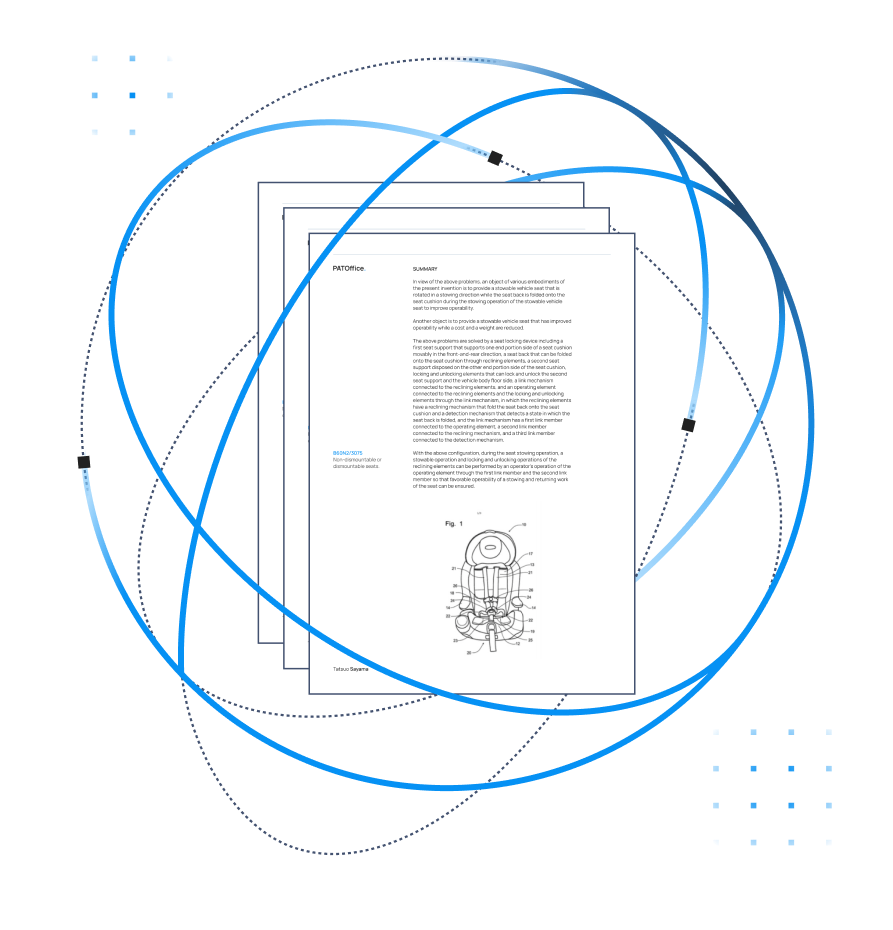 PATOffice.
SUMMARY
In view of the above problems, an object of various embodiments of
the present invention is to provide a stowable vehicle seat that is
rotated in a stowing direction while the seat back is folded onto the
seat cushion during the stowing operation of the stowable vehicle
seat to improve operability.
Another object is to provide a stowable vehicle seat that has improved
operability while a cost and a weight are reduced.
The above problems are solved by a seat locking device including a
first seat support that supports one end portion side of a seat cushion
movably in the front-and-rear direction, a seat back that can be folded
onto the seat cushion through reclining elements, a second seat
support disposed on the other end portion side of the seat cushion,
locking and unlocking elements that can lock and unlock the second
seat support and the vehicle body floor side, a link mechanism
connected to the reclining elements, and an operating element
connected to the reclining elements and the locking and unlocking
elements through the link mechanism, in which the reclining elements
have a reclining mechanism that fold the seat back onto the seat
cushion and a detection mechanism that detects a state in which the
seat back is folded, and the link mechanism has a first link member
connected to the operating element, a second link member
connected to the reclining mechanism, and a third link member
connected to the detection mechanism.
B60N2/3075
Non-dismountable or
dismountable seats
With the above configuration, during the seat stowing operation, a
stowable operation and locking and unlocking operations of the
reclining elements can be performed by an operator's operation of the
operating element through the first link member and the second link
member so that favorable operability of a stowing and returning work
of the seat can be ensured.
Fig. 1
Tatsuo Sayama